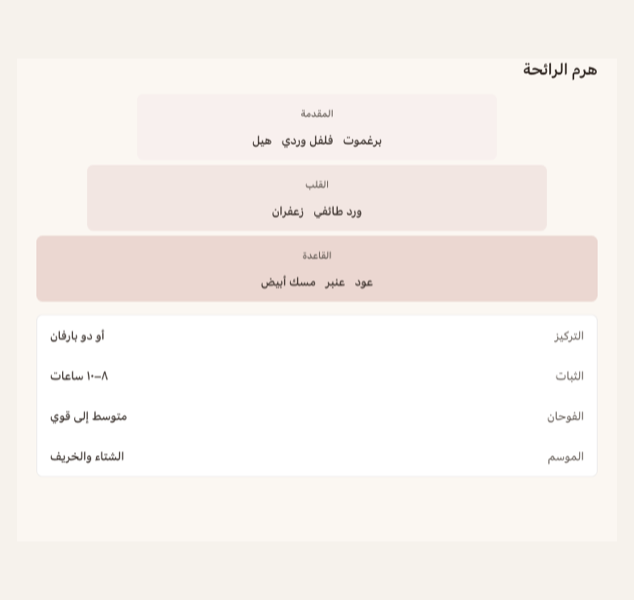 هرم الرائحة
المقدمة
برغموت فلفل وردي هيل
القلب
ورد طائفي زعفران
القاعدة
عود عنبر مسك أبيض
التركيز أو دو بارفان
الثبات ٨–١٠ ساعات
الفوحان متوسط إلى قوي
الموسم الشتاء والخريف